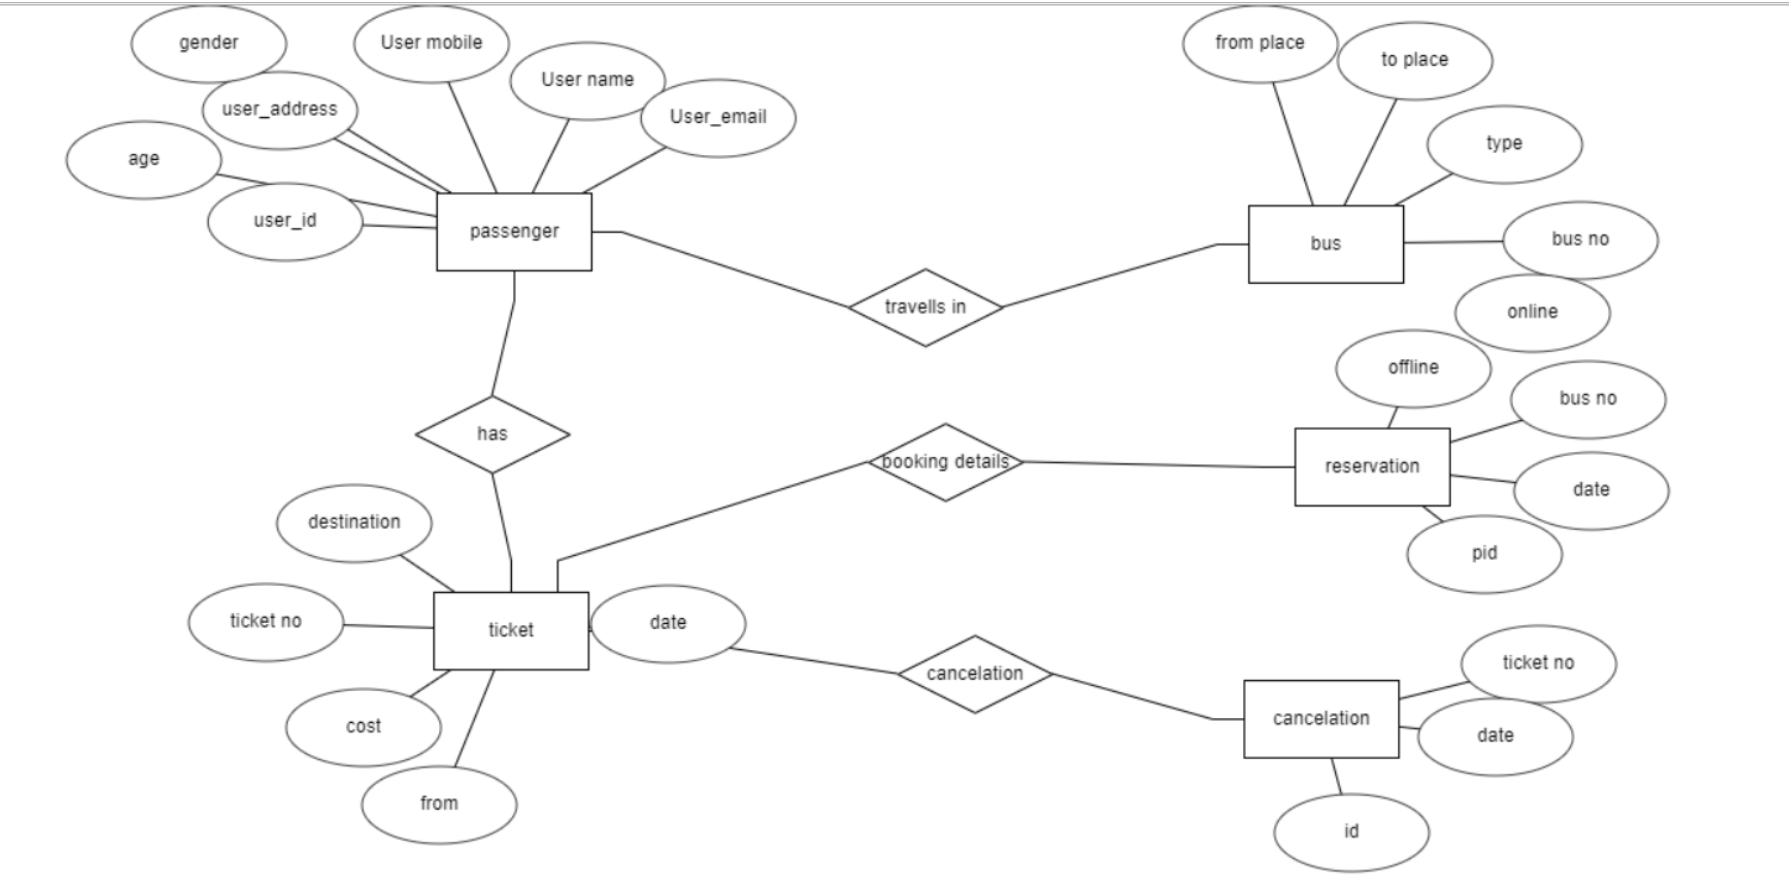 gender
User mobile
User name
User_email
user_address
age
user_id
passenger
from place
to place
type
bus
bus no
travells in
online
offline
bus no
has
booking details
reservation
date
pid
destination
ticket no
ticket
date
cost
from
cancelation
cancelation
ticket no
date
id